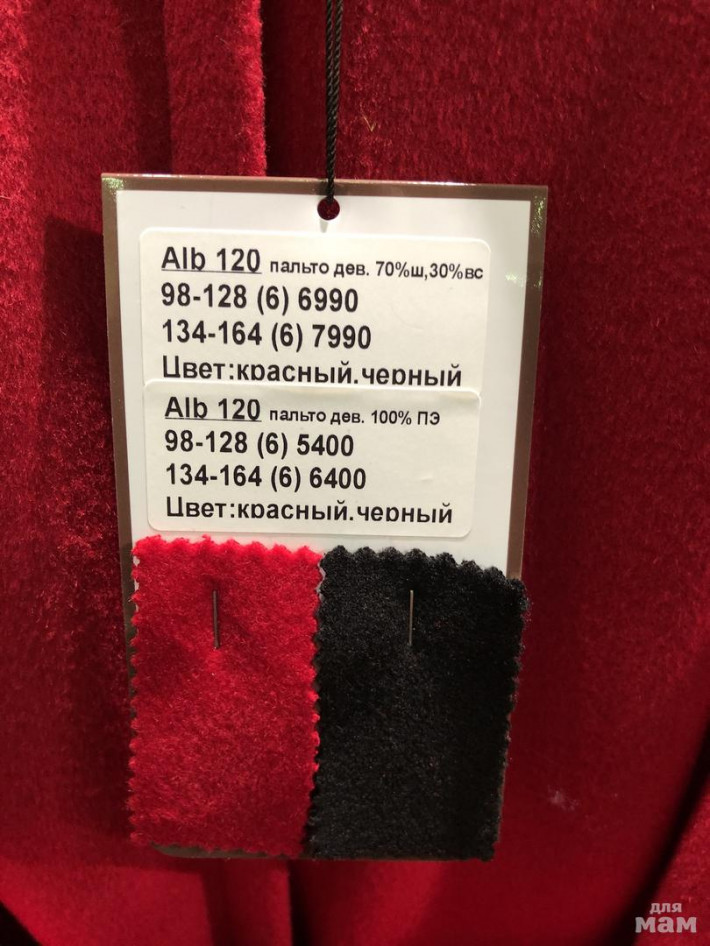 Alb 120 пальто дев. 70%ш,30%вс
98-128 (6) 6990
134-164 (6) 7990
Цвет:красный.черный
Alb 120 пальто дев. 100% ПЭ
98-128 (6) 5400
134-164 (6) 6400
Цвет:красный.черный
для
мам